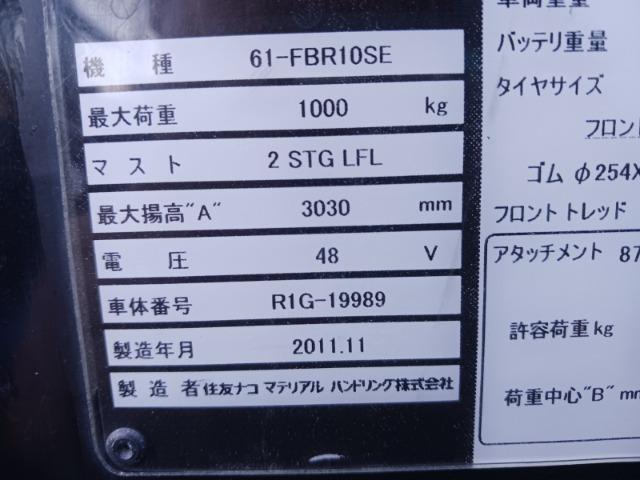 機種 61-FBR10SE
最大荷重 1000 kg
マスト 2 STG LFL
最大揚高"A" 3030 mm
電圧 48 V
車体番号 R1G-19989
製造年月 2011.11
製造者 住友ナコ マテリアル ハンドリング株式会社
車両重量
バッテリ重量
タイヤサイズ
フロント
ゴム φ254X
フロントトレッド
アタッチメント 87
許容荷重kg
荷重中心"B" mm